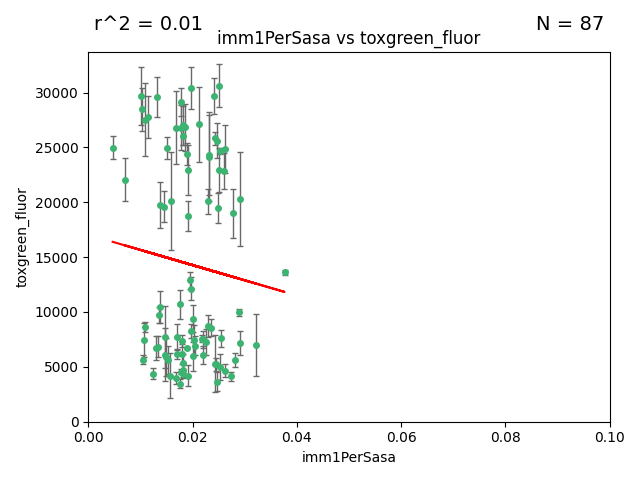 r^2 = 0.01
N = 87
imm1PerSasa vs toxgreen_fluor
30000
25000
20000
15000
10000
5000
0
toxgreen_fluor
0.00 0.02 0.04 0.06 0.08 0.10
imm1PerSasa